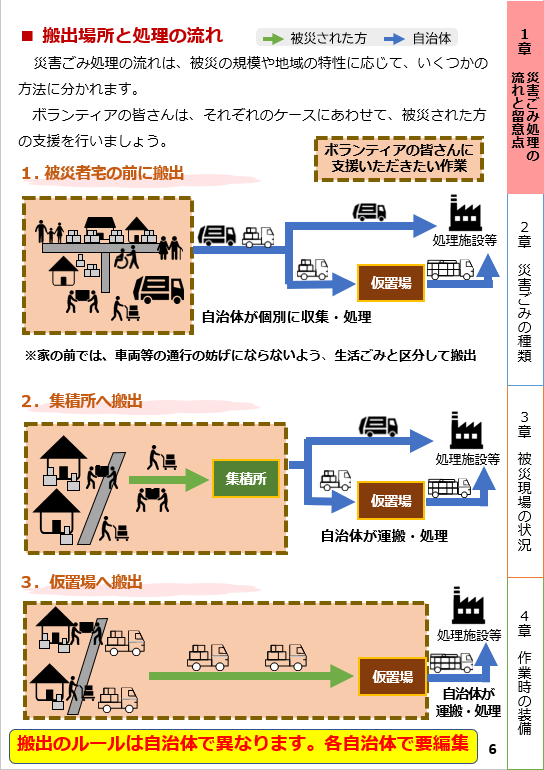 ■ 搬出場所と処理の流れ
被災された方
自治体
災害ごみ処理の流れは、被災の規模や地域の特性に応じて、いくつかの
方法に分かれます。
ボランティアの皆さんは、それぞれのケースにあわせて、被災された方
の支援を行いましょう。
ボランティアの皆さんに
支援いただきたい作業
１. 被災者宅の前に搬出
処理施設等
仮置場
自治体が個別に収集・処理
※家の前では、車両等の通行の妨げにならないよう、生活ごみと区分して搬出
２. 集積所へ搬出
集積所
処理施設等
仮置場
自治体が運搬・処理
３. 仮置場へ搬出
処理施設等
仮置場
自治体が
運搬・処理
搬出のルールは自治体で異なります。各自治体で要編集
6
１章 災害ごみ処理の
流れと留意点
２章 災害ごみの種類
３章 被災現場の状況
４章 作業時の装備